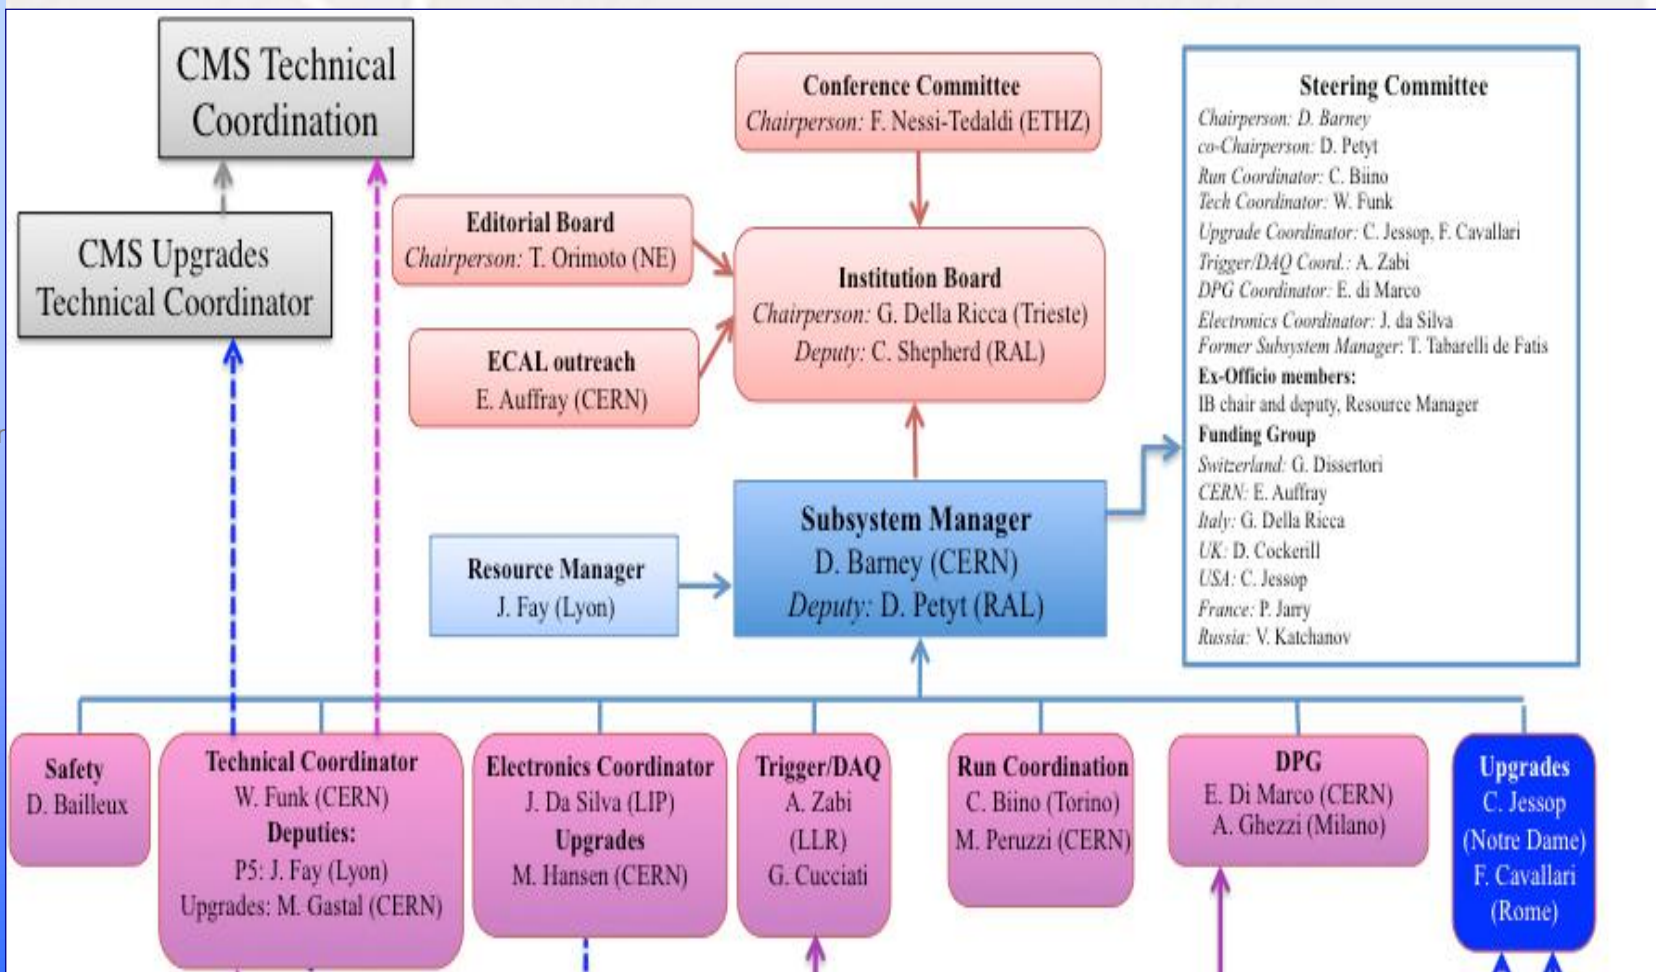 CMS Technical
Coordination
CMS Upgrades
Technical Coordinator
Conference Committee
Chairperson: F. Nessi-Tedaldi (ETHZ)
Editorial Board
Chairperson: T. Orimoto (NE)
ECAL outreach
E. Auffray (CERN)
Institution Board
Chairperson: G. Della Ricca (Trieste)
Deputy: C. Shepherd (RAL)
Steering Committee
Chairperson: D. Barney
co-Chairperson: D. Petyt
Run Coordinator: C. Biino
Tech Coordinator: W. Funk
Upgrade Coordinator: C. Jessop, F. Cavallari
Trigger/DAQ Coord.: A. Zabi
DPG Coordinator: E. di Marco
Electronics Coordinator: J. da Silva
Former Subsystem Manager: T. Tabarelli de Fatis
Ex-Officio members:
IB chair and deputy, Resource Manager
Funding Group
Switzerland: G. Dissertori
CERN: E. Auffray
Italy: G. Della Ricca
UK: D. Cockerill
USA: C. Jessop
France: P. Jarry
Russia: V. Katchanov
Resource Manager
J. Fay (Lyon)
Subsystem Manager
D. Barney (CERN)
Deputy: D. Petyt (RAL)
Safety
D. Bailleux
Technical Coordinator
W. Funk (CERN)
Deputies:
P5: J. Fay (Lyon)
Upgrades: M. Gastal (CERN)
Electronics Coordinator
J. Da Silva (LIP)
Upgrades
M. Hansen (CERN)
Trigger/DAQ
A. Zabi
(LLR)
G. Cucciati
Run Coordination
C. Biino (Torino)
M. Peruzzi (CERN)
DPG
E. Di Marco (CERN)
A. Ghezzi (Milano)
Upgrades
C. Jessop
(Notre Dame)
F. Cavallari
(Rome)